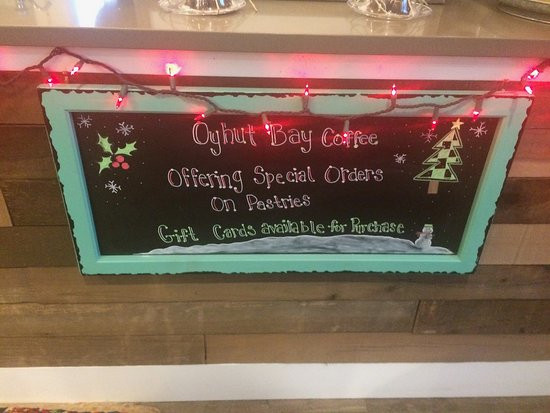 Oyhut Bay Coffee
Offering Special Orders
On Pastries
Gift Cards available for Purchase